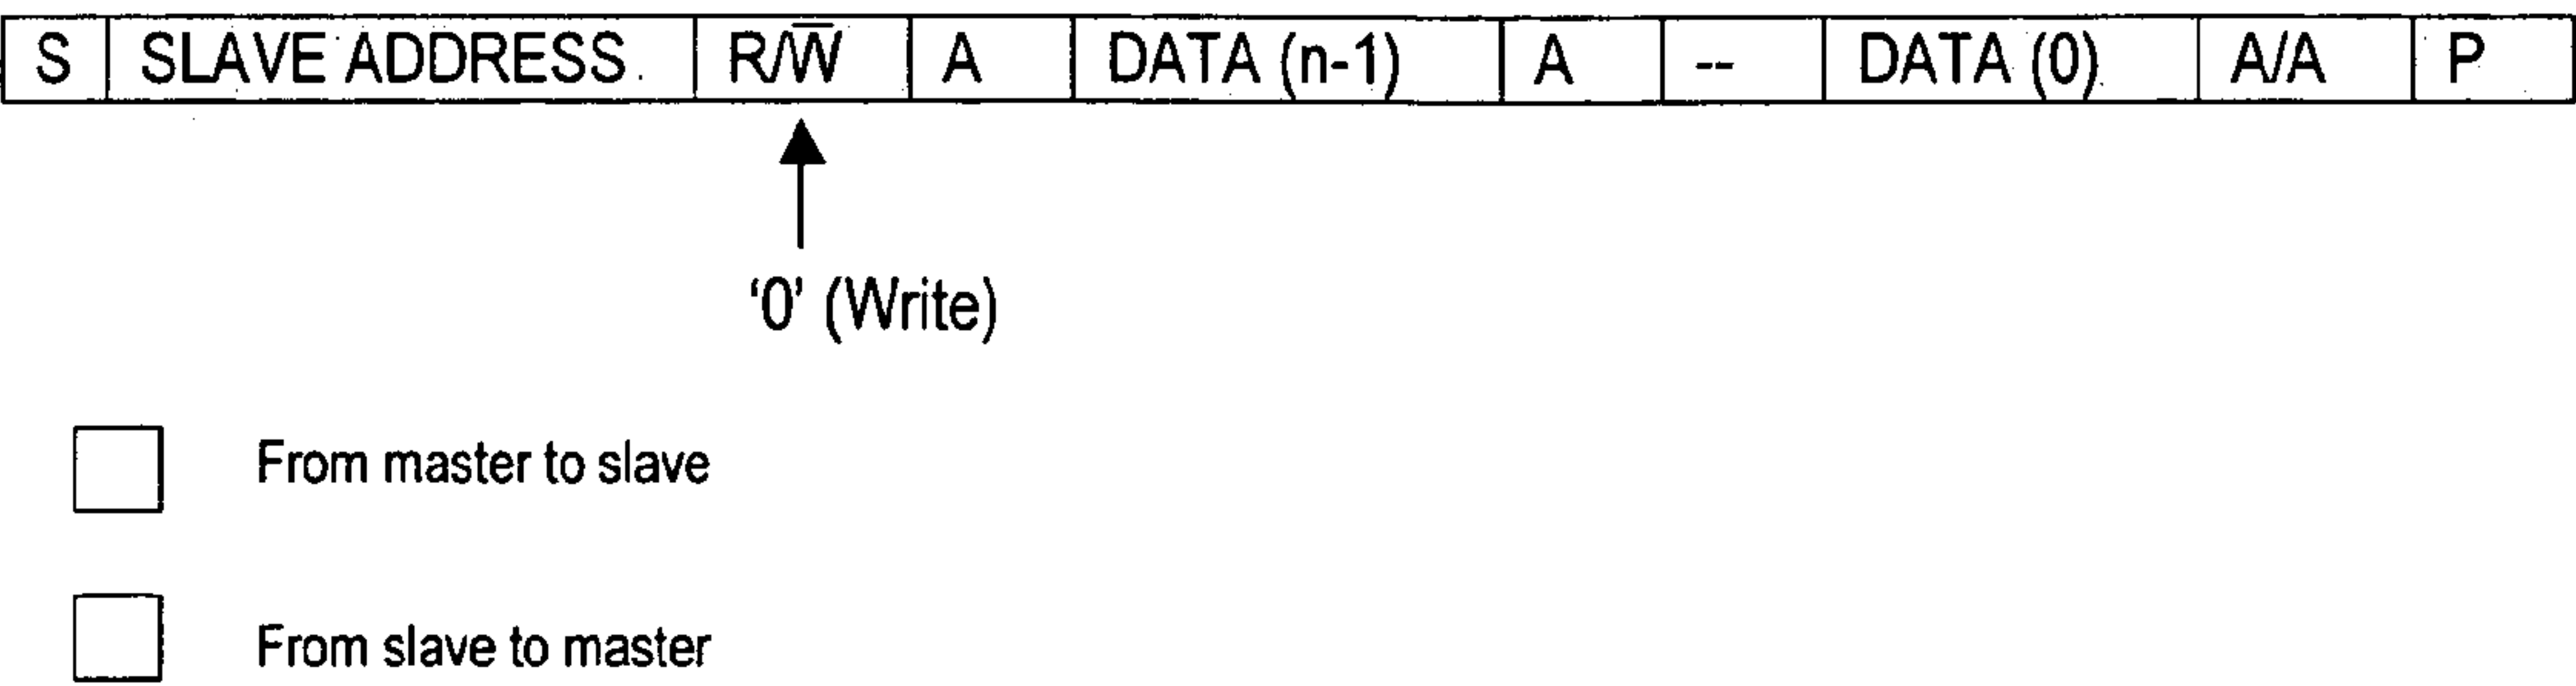 S SLAVE ADDRESS R/W̅ A DATA (n-1) A -- DATA (0) A/A P
'0' (Write)
From master to slave
From slave to master